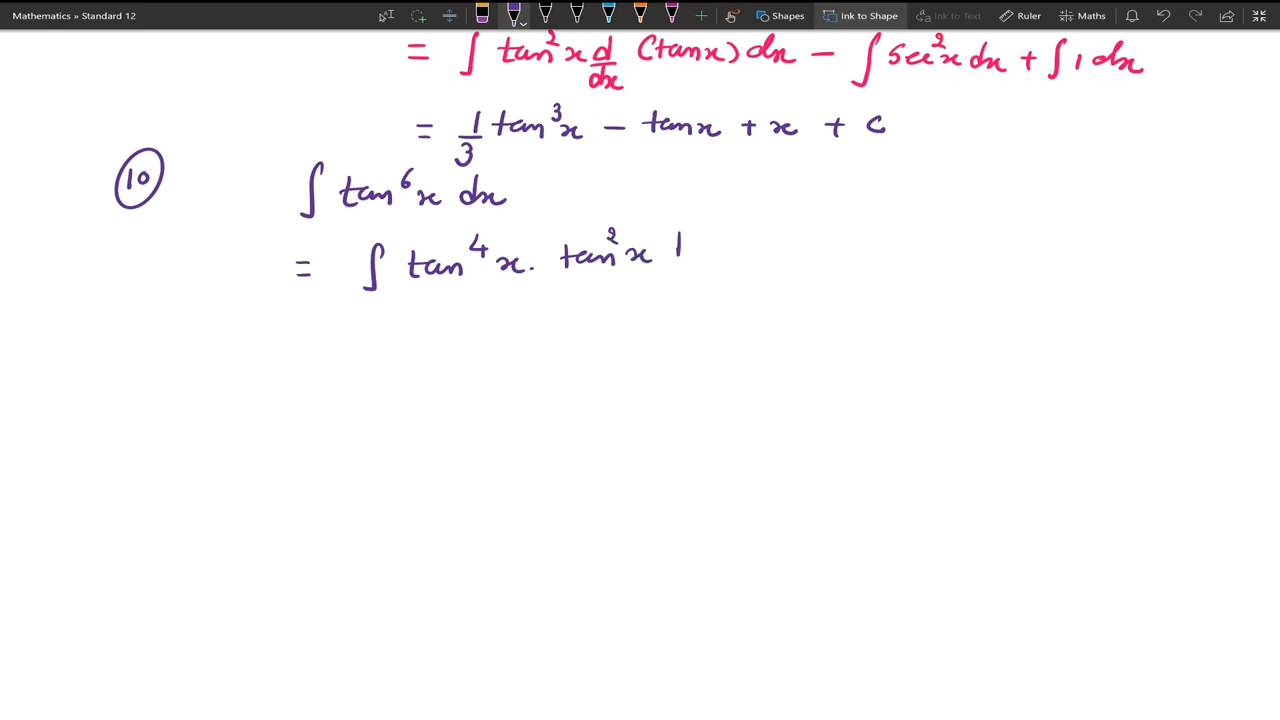 Mathematics » Standard 12 Shapes Ink to Shape Ink to Text Ruler Maths
= ∫ tan²x d/dx (tanx) dx − ∫ sec²x dx + ∫ 1 dx
= 1/3 tan³x − tanx + x + c
10 ∫ tan⁶x dx
= ∫ tan⁴x . tan²x